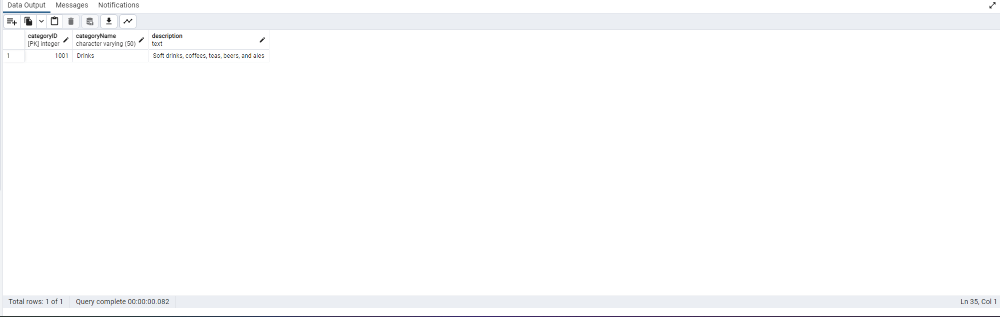 Data Output Messages Notifications
categoryID categoryName description
[PK] integer character varying (50) text
1 1001 Drinks Soft drinks, coffees, teas, beers, and ales
Total rows: 1 of 1 Query complete 00:00:00.082 Ln 35, Col 1